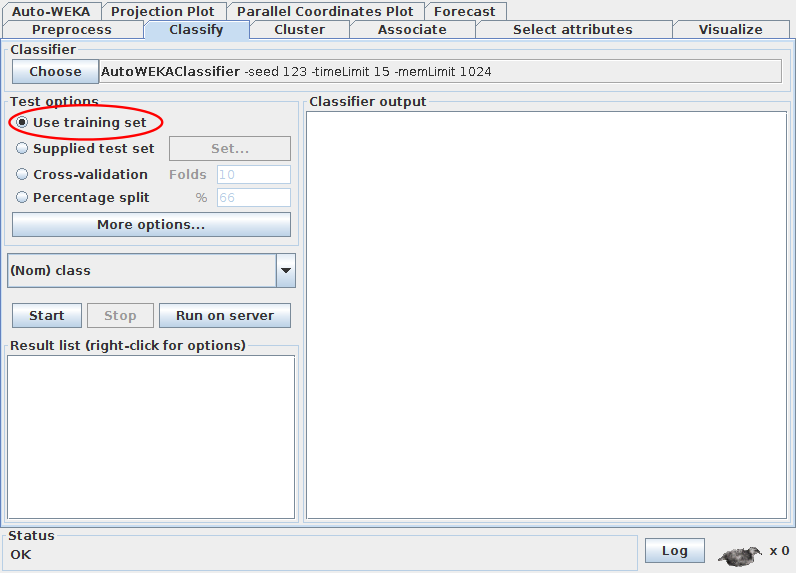 Auto-WEKA Projection Plot Parallel Coordinates Plot Forecast
Preprocess Classify Cluster Associate Select attributes Visualize
Classifier
Choose AutoWEKAClassifier -seed 123 -timeLimit 15 -memLimit 1024
Test options
Use training set
Supplied test set Set...
Cross-validation Folds 10
Percentage split % 66
More options...
(Nom) class
Start Stop Run on server
Result list (right-click for options)
Classifier output
Status
OK
Log x 0